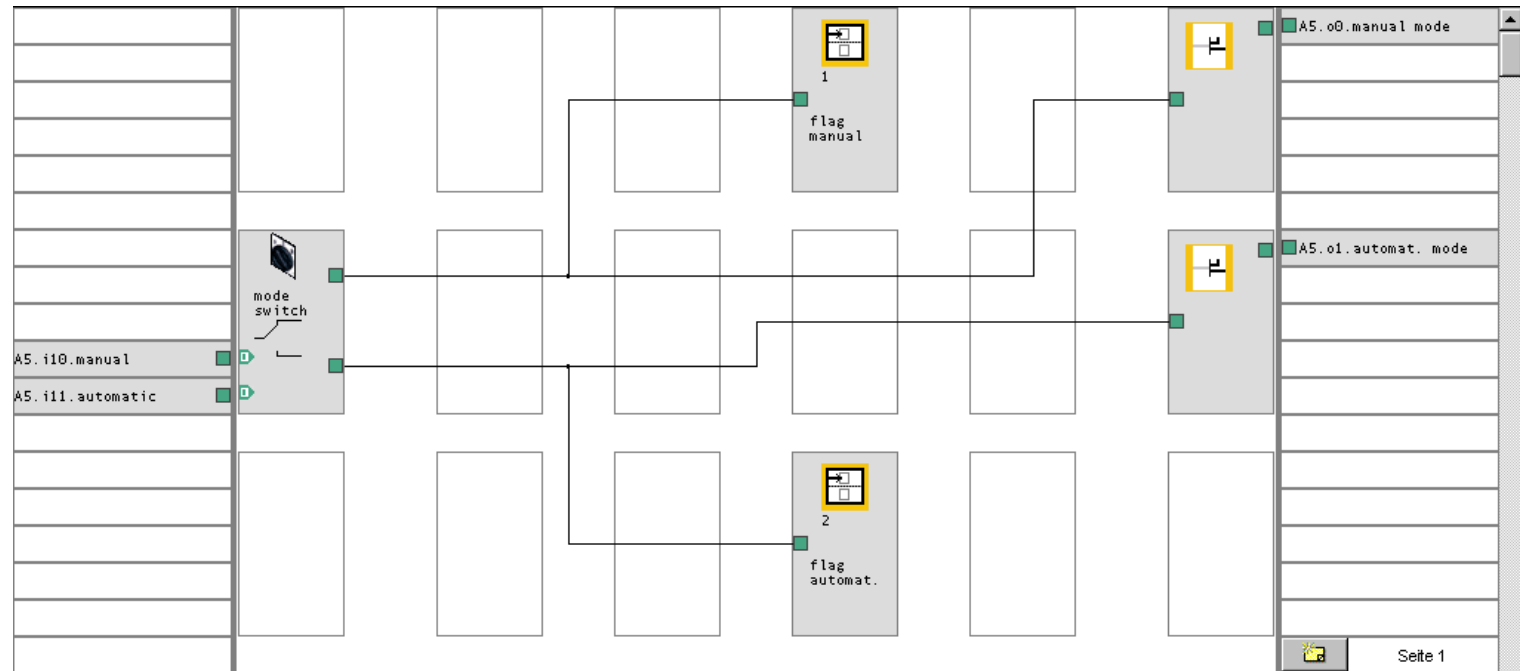 A5.o0.manual mode
1
flag
manual
A5.o1.automat. mode
mode
switch
A5.i10.manual
A5.i11.automatic
2
flag
automat.
Seite 1